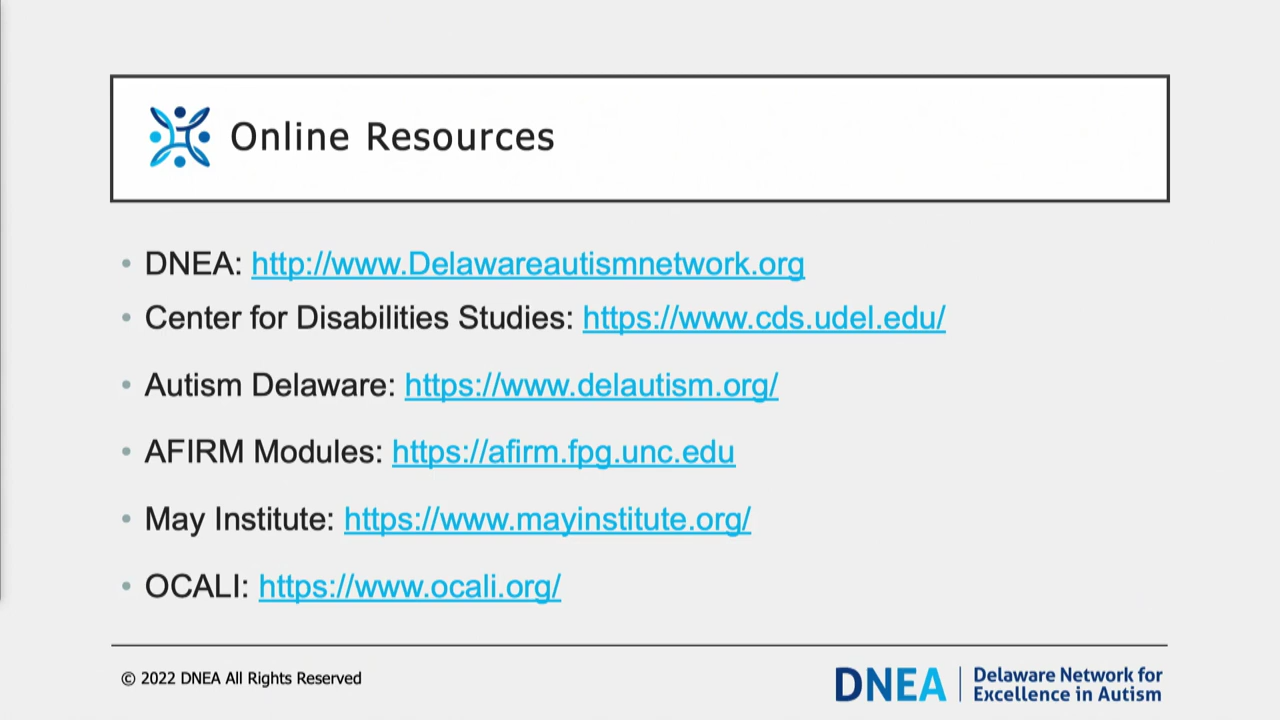 Online Resources
• DNEA: http://www.Delawareautismnetwork.org
• Center for Disabilities Studies: https://www.cds.udel.edu/
• Autism Delaware: https://www.delautism.org/
• AFIRM Modules: https://afirm.fpg.unc.edu
• May Institute: https://www.mayinstitute.org/
• OCALI: https://www.ocali.org/
© 2022 DNEA All Rights Reserved
DNEA
Delaware Network for
Excellence in Autism